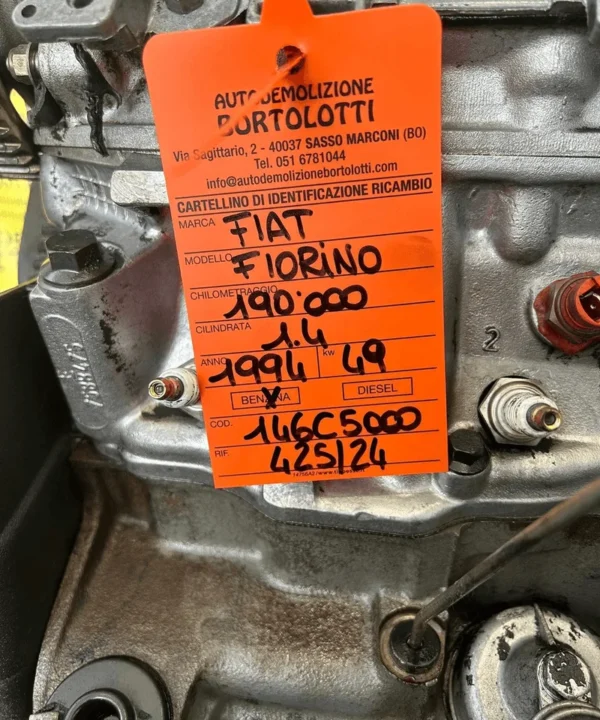 AUTODEMOLIZIONE
BORTOLOTTI
Via Sagittario, 2 - 40037 SASSO MARCONI (BO)
Tel. 051 6781044
info@autodemolizionebortolotti.com
CARTELLINO DI IDENTIFICAZIONE RICAMBIO
MARCA FIAT
MODELLO FIORINO
CHILOMETRAGGIO 190.000
CILINDRATA 1.4
ANNO 1994 kw 49
BENZINA X DIESEL
COD. 146C5000
RIF. 425/24
2